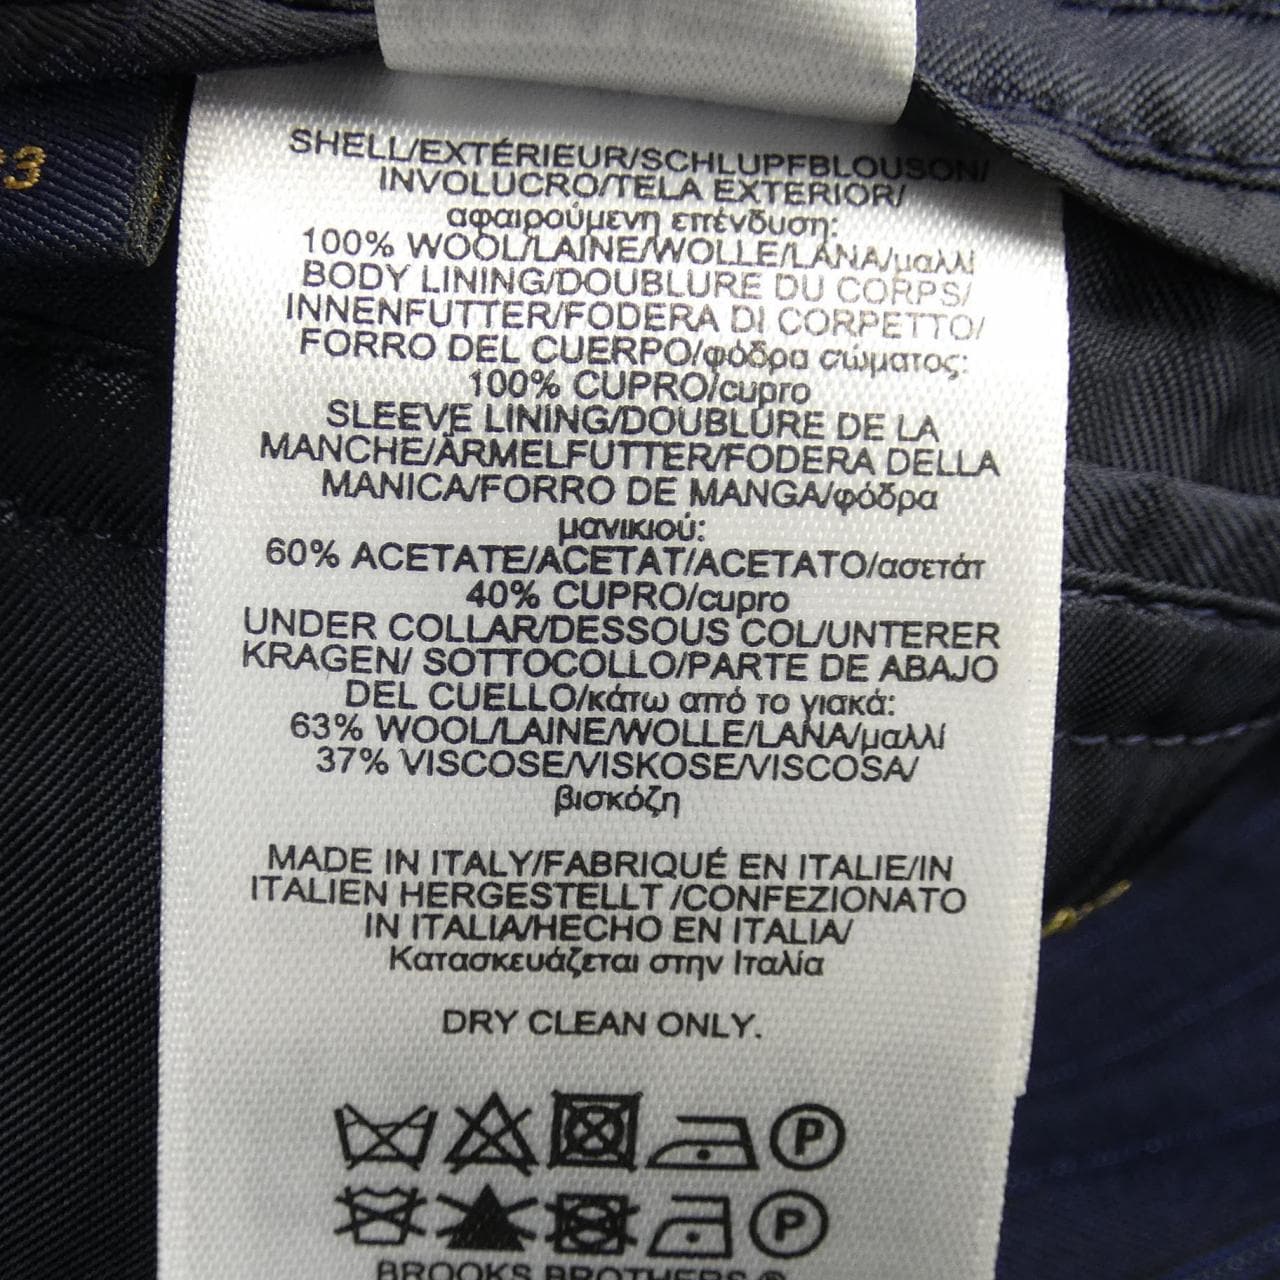 SHELL/EXTÉRIEUR/SCHLUPFBLOUSON/
INVOLUCRO/TELA EXTERIOR/
αφαιρούμενη επένδυση:
100% WOOL/LAINE/WOLLE/LANA/μαλλί
BODY LINING/DOUBLURE DU CORPS/
INNENFUTTER/FODERA DI CORPETTO/
FORRO DEL CUERPO/φόδρα σώματος:
100% CUPRO/cupro
SLEEVE LINING/DOUBLURE DE LA
MANCHE/ÄRMELFUTTER/FODERA DELLA
MANICA/FORRO DE MANGA/φόδρα
μανικιού:
60% ACETATE/ACETAT/ACETATO/ασετάτ
40% CUPRO/cupro
UNDER COLLAR/DESSOUS COL/UNTERER
KRAGEN/ SOTTOCOLLO/PARTE DE ABAJO
DEL CUELLO/κάτω από το γιακά:
63% WOOL/LAINE/WOLLE/LANA/μαλλί
37% VISCOSE/VISKOSE/VISCOSA/
βισκόζη
MADE IN ITALY/FABRIQUÉ EN ITALIE/IN
ITALIEN HERGESTELLT /CONFEZIONATO
IN ITALIA/HECHO EN ITALIA/
Κατασκευάζεται στην Ιταλία
DRY CLEAN ONLY.
P
P
BROOKS BROTHERS ®